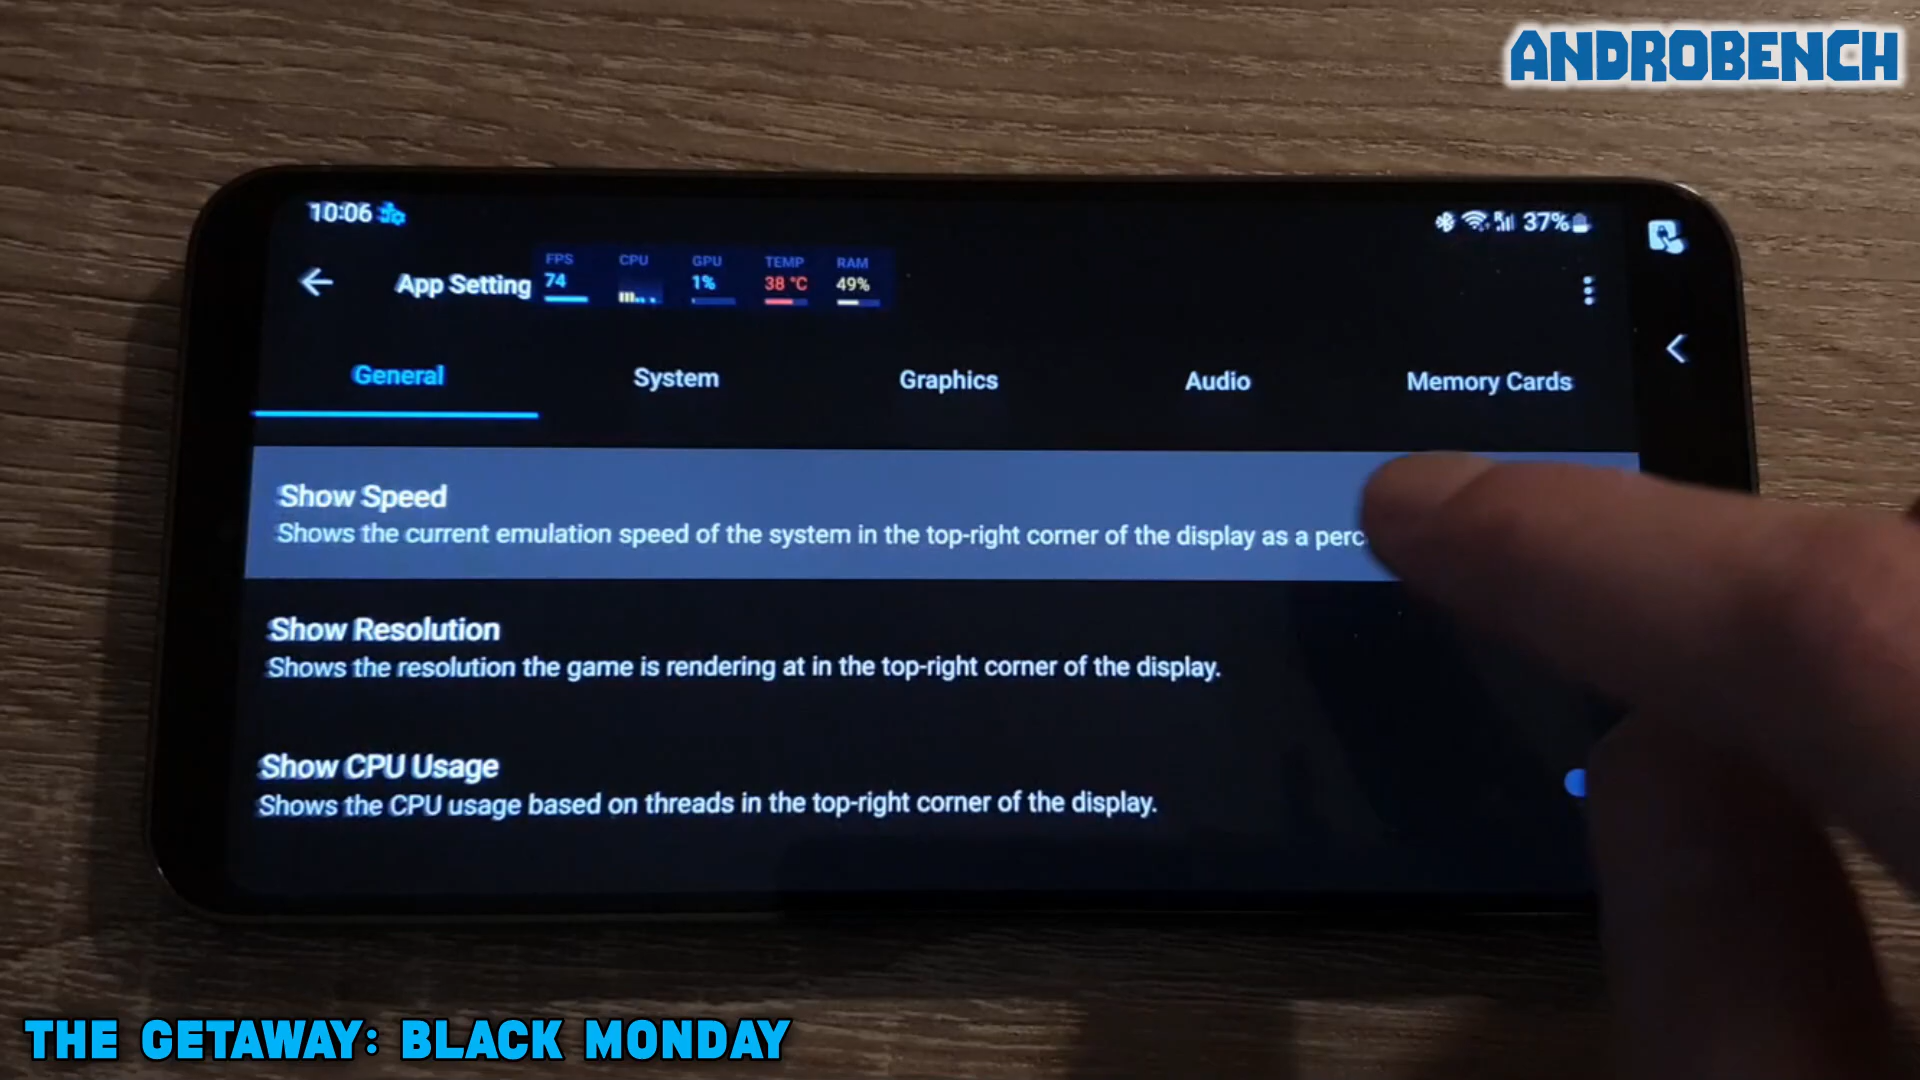 ANDROBENCH
10:06
37%
App Setting
FPS CPU GPU TEMP RAM
74 1% 38 °C 49%
General System Graphics Audio Memory Cards
Show Speed
Shows the current emulation speed of the system in the top-right corner of the display as a perc
Show Resolution
Shows the resolution the game is rendering at in the top-right corner of the display.
Show CPU Usage
Shows the CPU usage based on threads in the top-right corner of the display.
THE GETAWAY: BLACK MONDAY